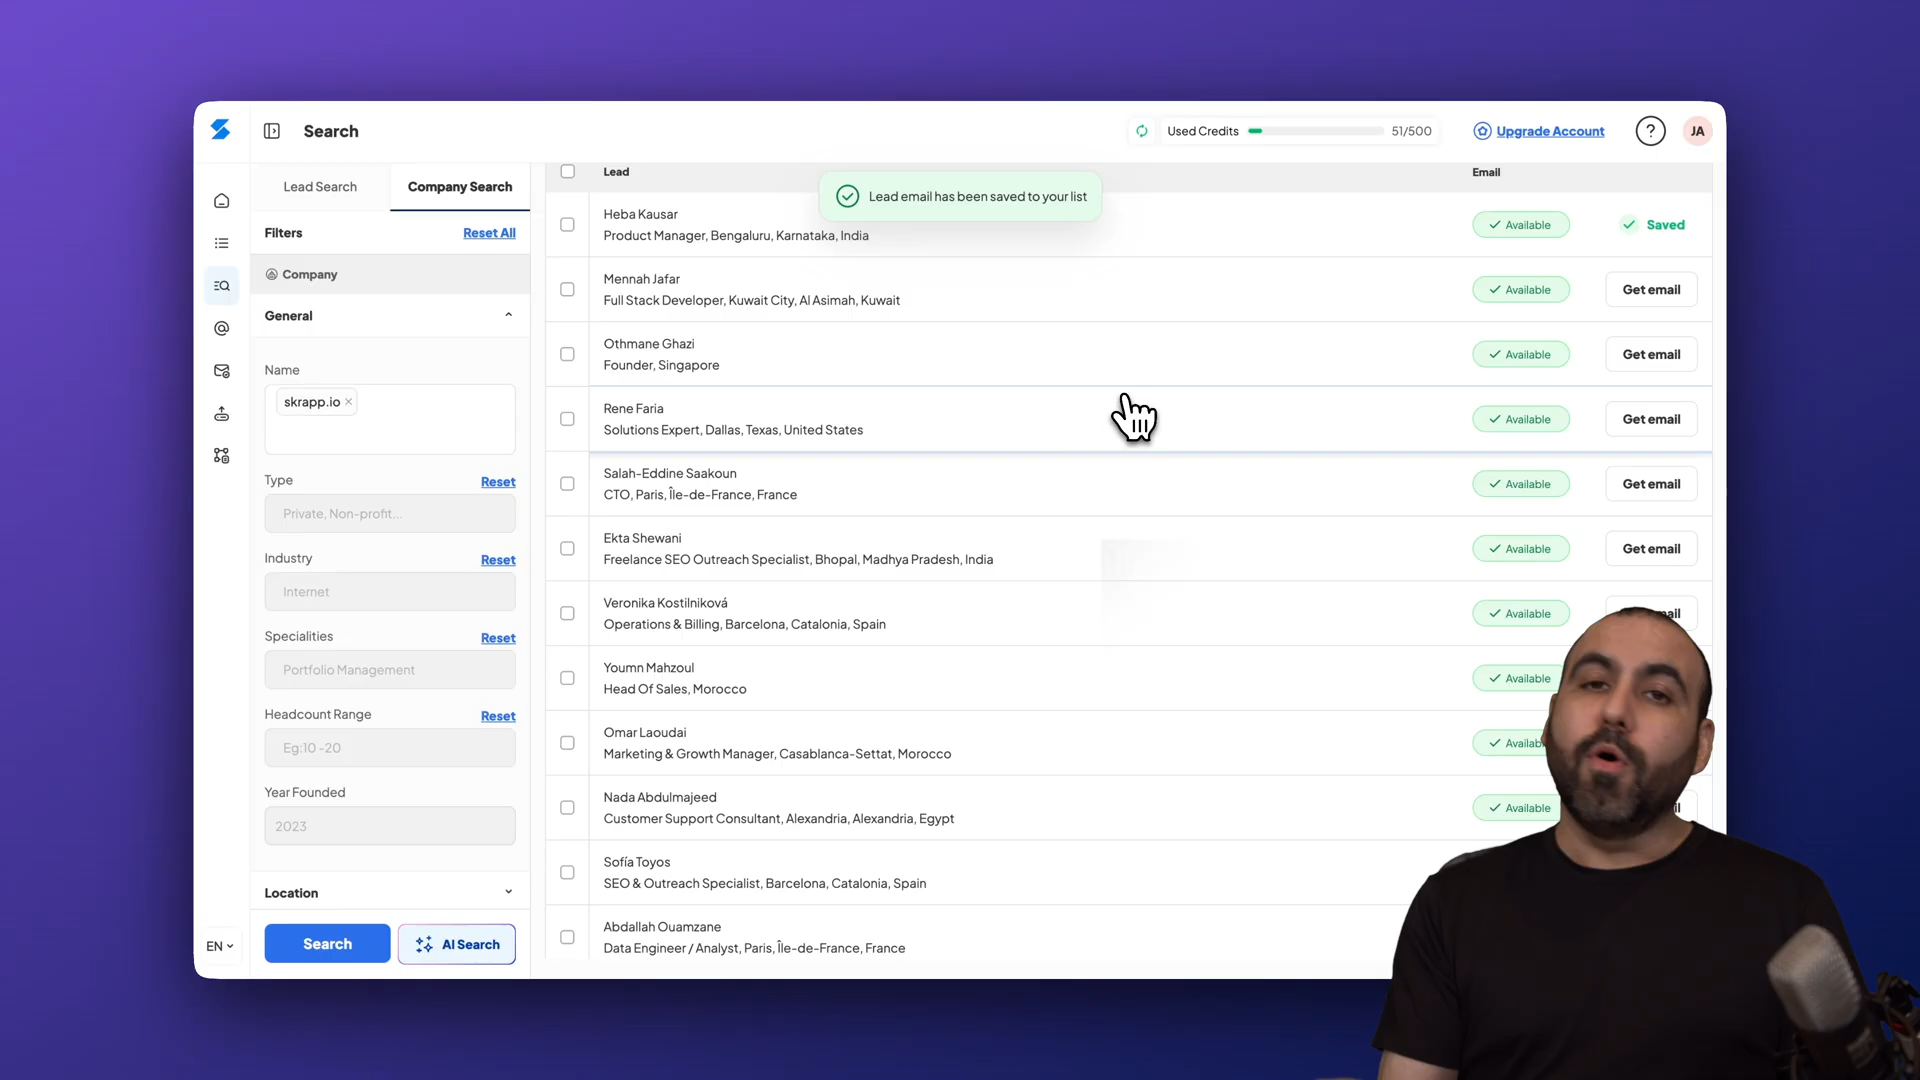 Search
Used Credits 51/500
Upgrade Account
?
JA
Lead Search
Company Search
Filters
Reset All
Company
General
Name
skrapp.io ×
Type
Reset
Private, Non-profit...
Industry
Reset
Internet
Specialities
Reset
Portfolio Management
Headcount Range
Reset
Eg:10 -20
Year Founded
2023
Location
Search
AI Search
EN
Lead
Email
Lead email has been saved to your list
Heba Kausar
Product Manager, Bengaluru, Karnataka, India
Available
Saved
Mennah Jafar
Full Stack Developer, Kuwait City, Al Asimah, Kuwait
Available
Get email
Othmane Ghazi
Founder, Singapore
Available
Get email
Rene Faria
Solutions Expert, Dallas, Texas, United States
Available
Get email
Salah-Eddine Saakoun
CTO, Paris, Île-de-France, France
Available
Get email
Ekta Shewani
Freelance SEO Outreach Specialist, Bhopal, Madhya Pradesh, India
Available
Get email
Veronika Kostilniková
Operations & Billing, Barcelona, Catalonia, Spain
Available
Youmn Mahzoul
Head Of Sales, Morocco
Available
Omar Laoudai
Marketing & Growth Manager, Casablanca-Settat, Morocco
Nada Abdulmajeed
Customer Support Consultant, Alexandria, Alexandria, Egypt
Available
Sofía Toyos
SEO & Outreach Specialist, Barcelona, Catalonia, Spain
Abdallah Ouamzane
Data Engineer / Analyst, Paris, Île-de-France, France